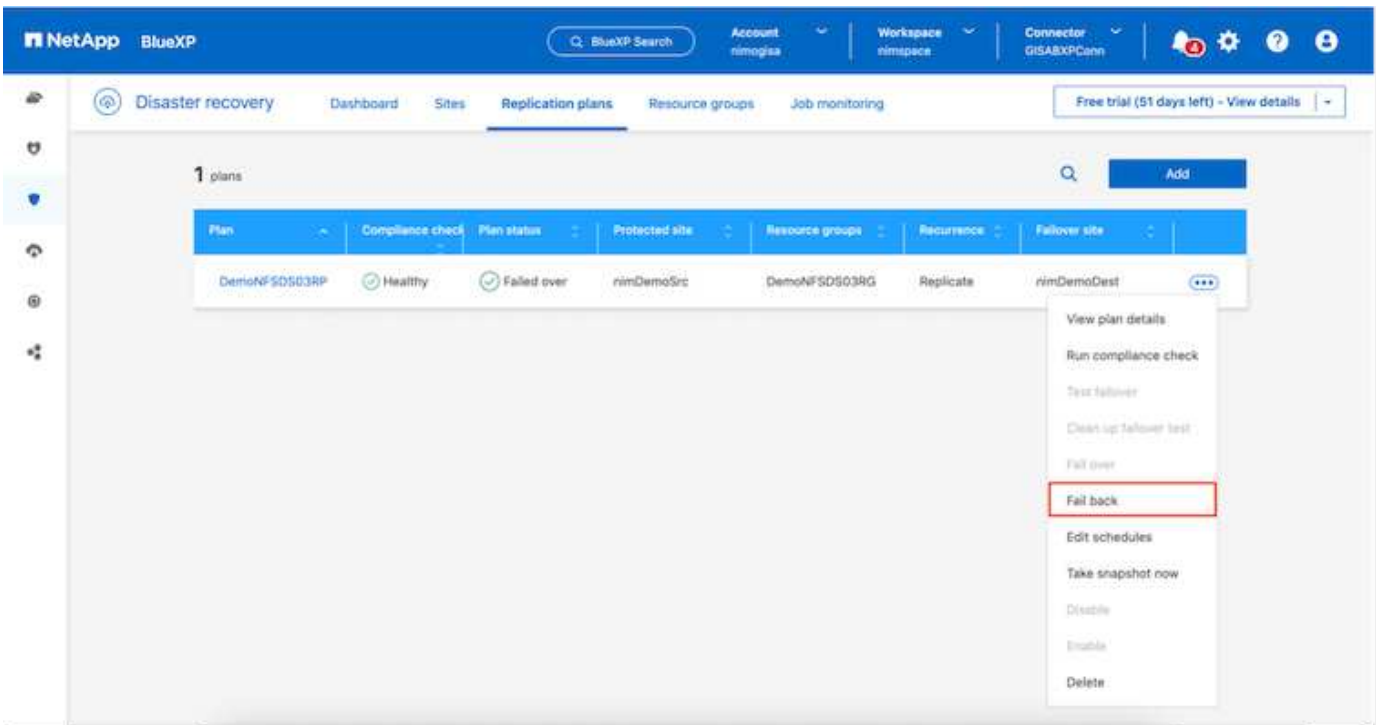 NetApp BlueXP
BlueXP Search
Account
nimogisa
Workspace
nimspace
Connector
GISABXPConn
4
Disaster recovery
Dashboard
Sites
Replication plans
Resource groups
Job monitoring
Free trial (51 days left) - View details
1 plans
Add
Plan
Compliance check
Plan status
Protected site
Resource groups
Recurrence
Failover site
DemoNFSDS03RP
Healthy
Failed over
nimDemoSrc
DemoNFSDS03RG
Replicate
nimDemoDest
View plan details
Run compliance check
Test failover
Clean up failover test
Fail over
Fail back
Edit schedules
Take snapshot now
Disable
Enable
Delete